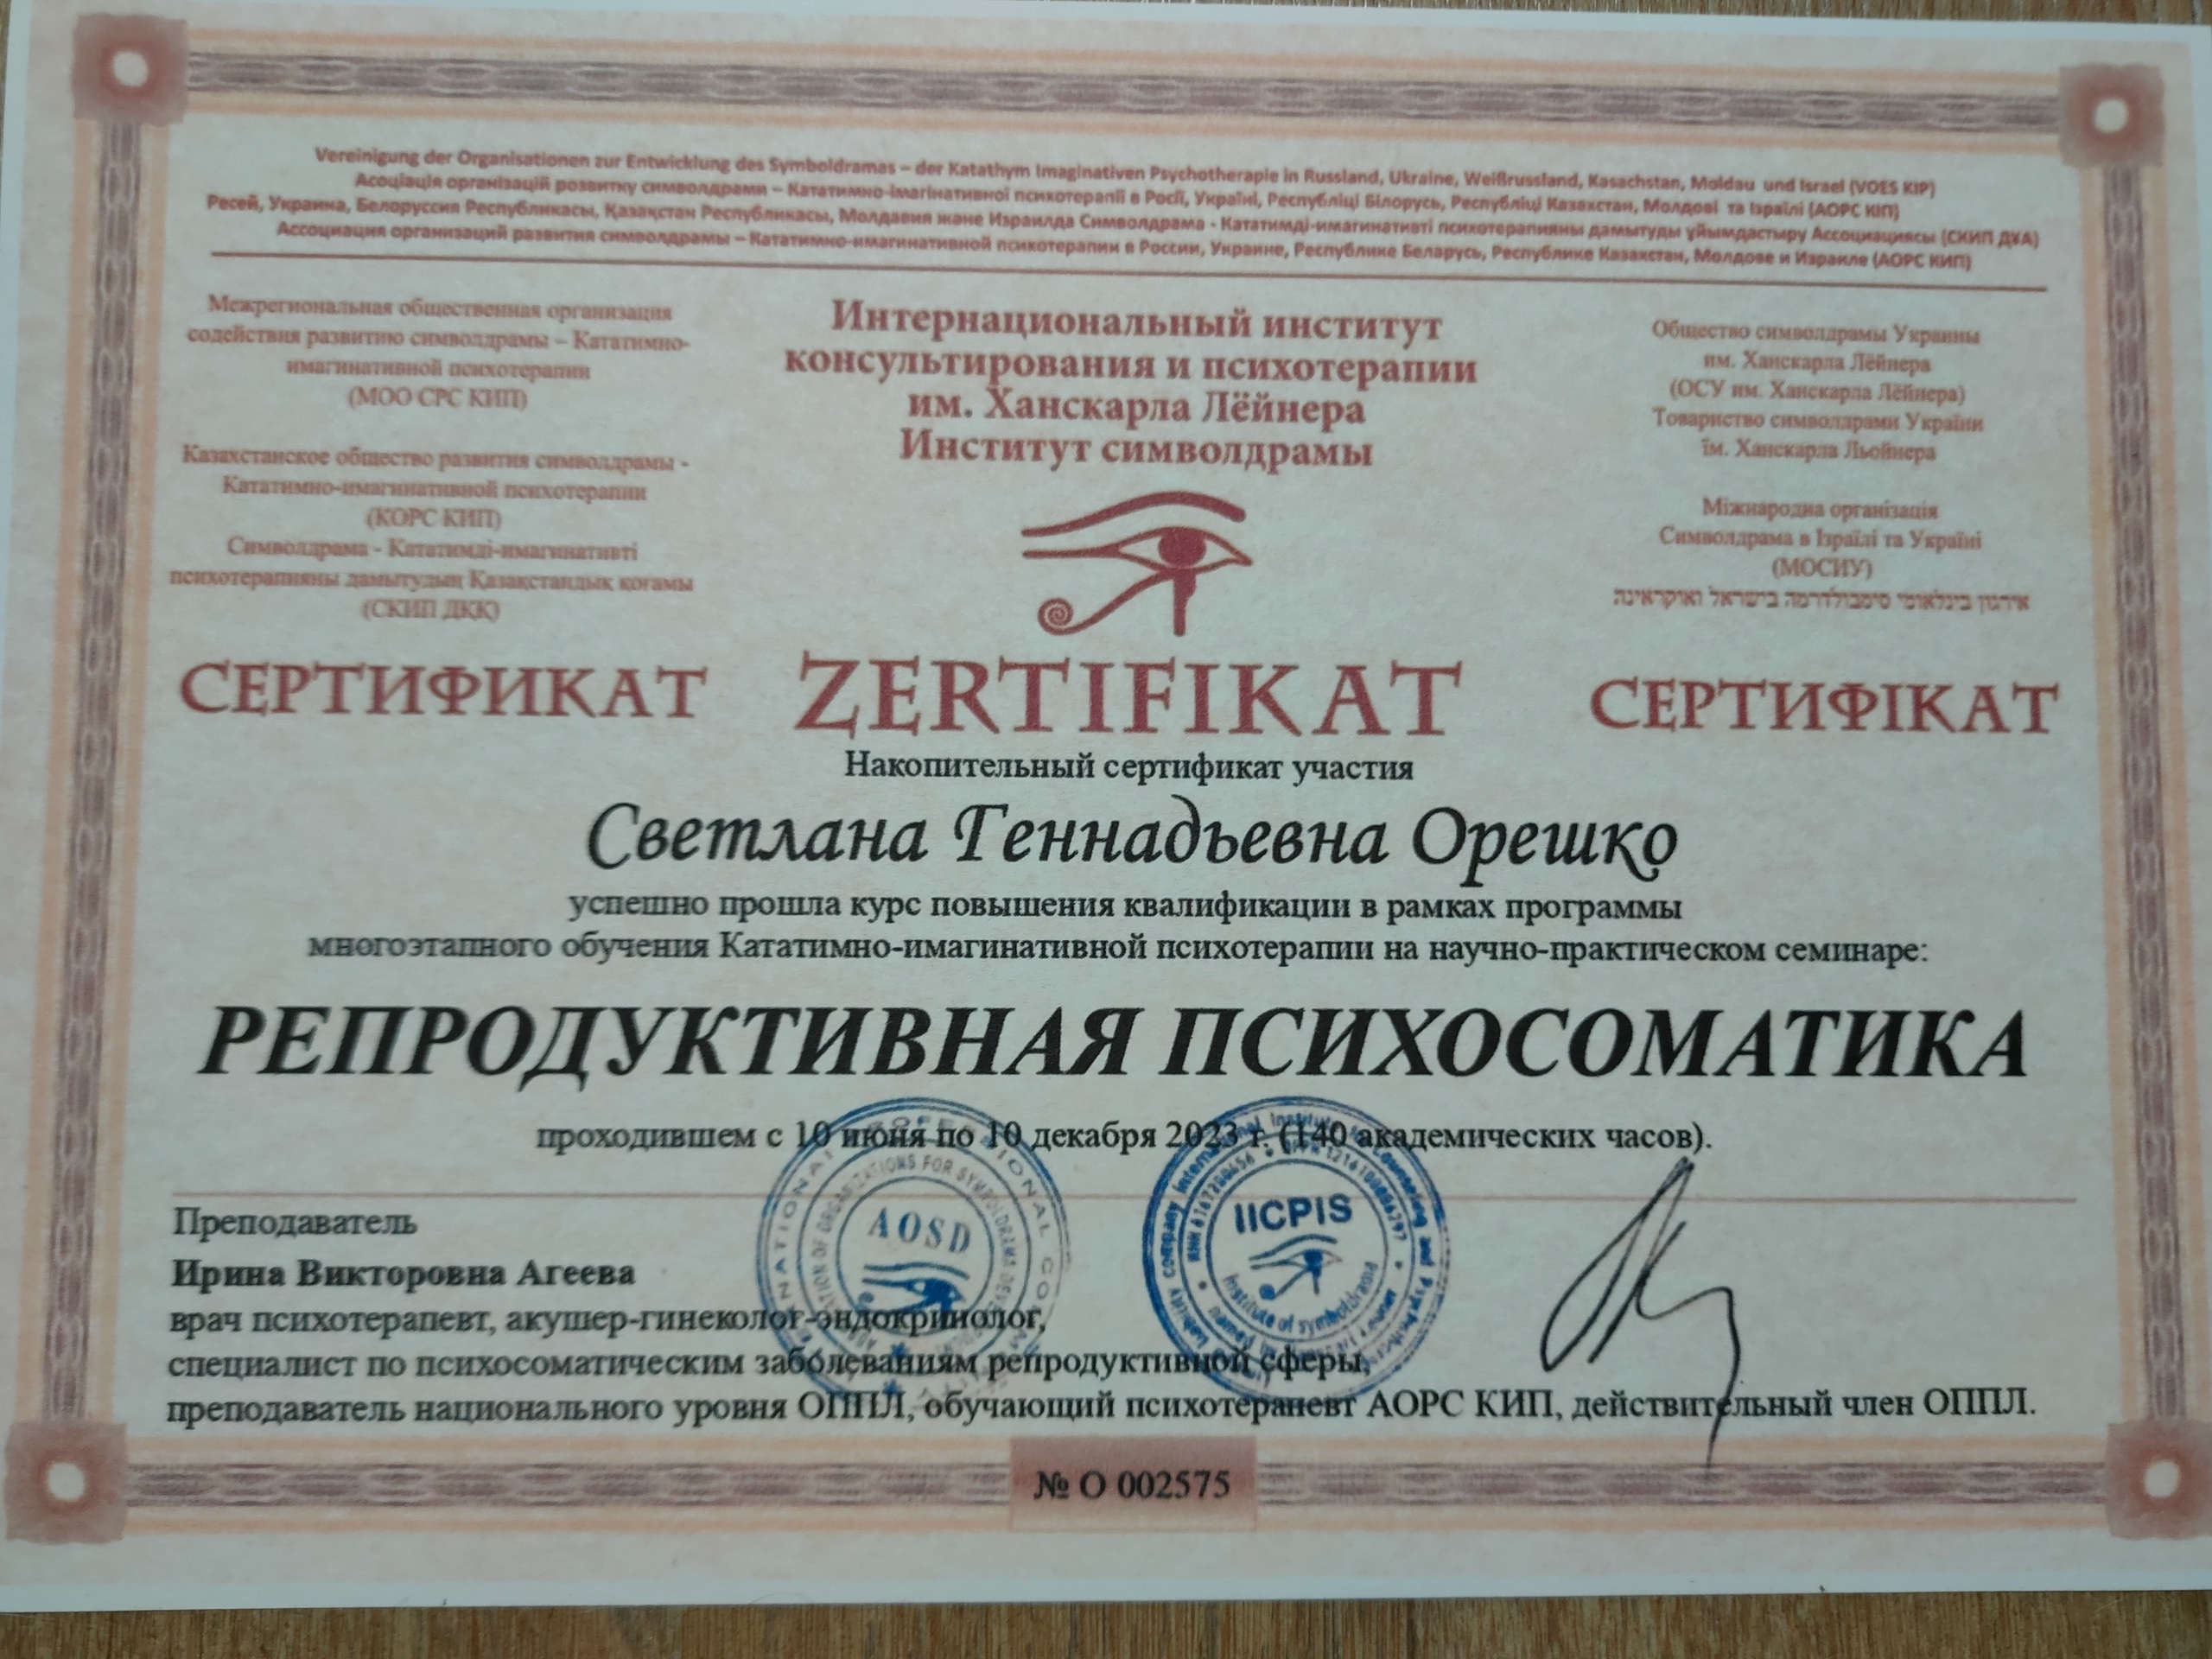 Vereinigung der Organisationen zur Entwicklung des Symboldramas – der Katathym Imaginativen Psychotherapie in Russland, Ukraine, Weißrussland, Kasachstan, Moldau und Israel (VOES KIP)
Асоціація організацій розвитку символдрами – Кататимно-імагінативної психотерапії в Росії, Україні, Республіці Білорусь, Республіці Казахстан, Молдові та Ізраїлі (АОРС КІП)
Ресей, Украина, Белоруссия Республикасы, Қазақстан Республикасы, Молдавия жане Израилда Символдрама - Кататимді-имагинативті психотерапияны дамытуды ұйымдастыру Ассоциациясы (СКИП ДҰА)
Ассоциация организаций развития символдрамы – Кататимно-имагинативной психотерапии в России, Украине, Республике Беларусь, Республике Казахстан, Молдове и Израиле (АОРС КИП)
Межрегиональная общественная организация
содействия развитию символдрамы – Кататимно-
имагинативной психотерапии
(МОО СРС КИП)
Казахстанское общество развития символдрамы -
Кататимно-имагинативной психотерапии
(КОРС КИП)
Символдрама - Кататимді-имагинативті
психотерапияны дамытудың Қазақстандық қоғамы
(СКИП ДҚҚ)
Интернациональный институт
консультирования и психотерапии
им. Ханскарла Лёйнера
Институт символдрамы
Общество символдрамы Украины
им. Ханскарла Лёйнера
(ОСУ им. Ханскарла Лёйнера)
Товариство символдрами України
ім. Ханскарла Льойнера
Міжнародна організація
Символдрама в Ізраїлі та Україні
(МОСИУ)
אירגון בינלאומי סימבולדרמה בישראל ואוקראינה
СЕРТИФИКАТ ZERTIFIKAT СЕРТИФІКАТ
Накопительный сертификат участия
Светлана Геннадьевна Орешко
успешно прошла курс повышения квалификации в рамках программы
многоэтапного обучения Кататимно-имагинативной психотерапии на научно-практическом семинаре:
РЕПРОДУКТИВНАЯ ПСИХОСОМАТИКА
проходившем с 10 июня по 10 декабря 2023 г. (140 академических часов).
AOSD
IICPIS
Institute of symboldrama
Преподаватель
Ирина Викторовна Агеева
врач психотерапевт, акушер-гинеколог-эндокринолог,
специалист по психосоматическим заболеваниям репродуктивной сферы,
преподаватель национального уровня ОППЛ, обучающий психотерапевт АОРС КИП, действительный член ОППЛ.
№ О 002575